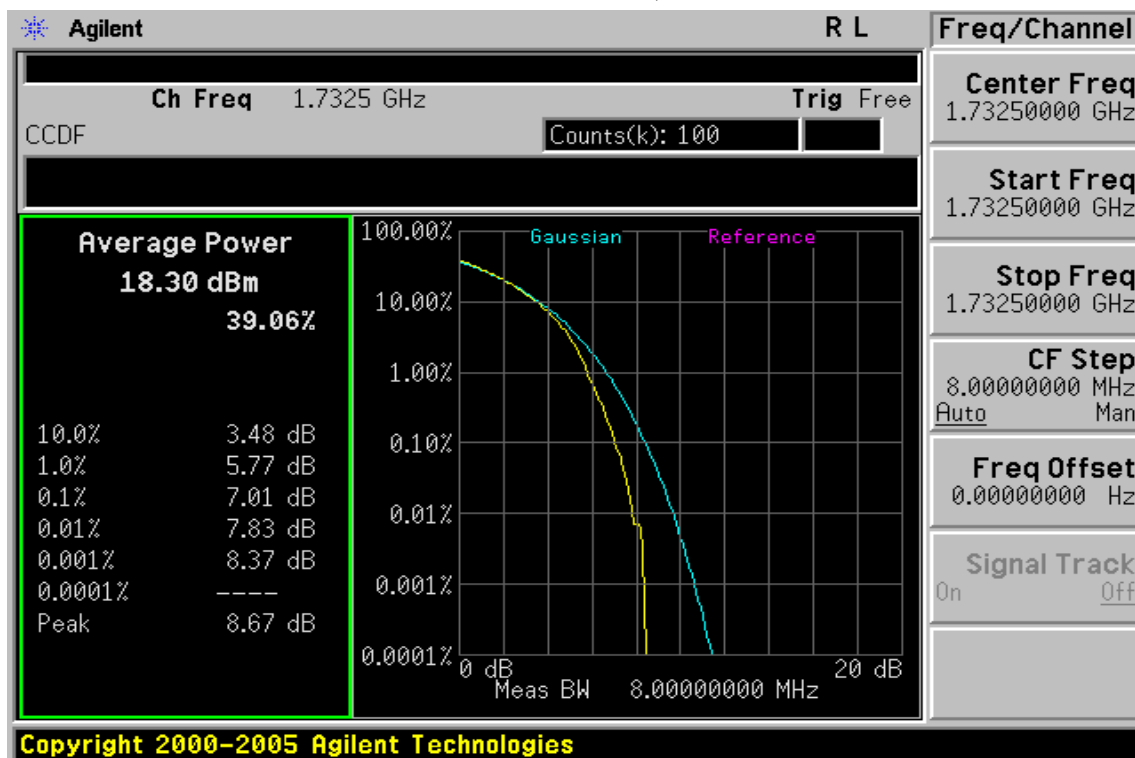 Agilent R L
Freq/Channel
Ch Freq 1.7325 GHz Trig Free
CCDF Counts(k): 100
Average Power
18.30 dBm
39.06%
10.0% 3.48 dB
1.0% 5.77 dB
0.1% 7.01 dB
0.01% 7.83 dB
0.001% 8.37 dB
0.0001% ----
Peak 8.67 dB
Gaussian Reference
100.00%
10.00%
1.00%
0.10%
0.01%
0.001%
0.0001%
0 dB 20 dB
Meas BW 8.00000000 MHz
Center Freq
1.73250000 GHz
Start Freq
1.73250000 GHz
Stop Freq
1.73250000 GHz
CF Step
8.00000000 MHz
Auto Man
Freq Offset
0.00000000 Hz
Signal Track
On Off
Copyright 2000-2005 Agilent Technologies